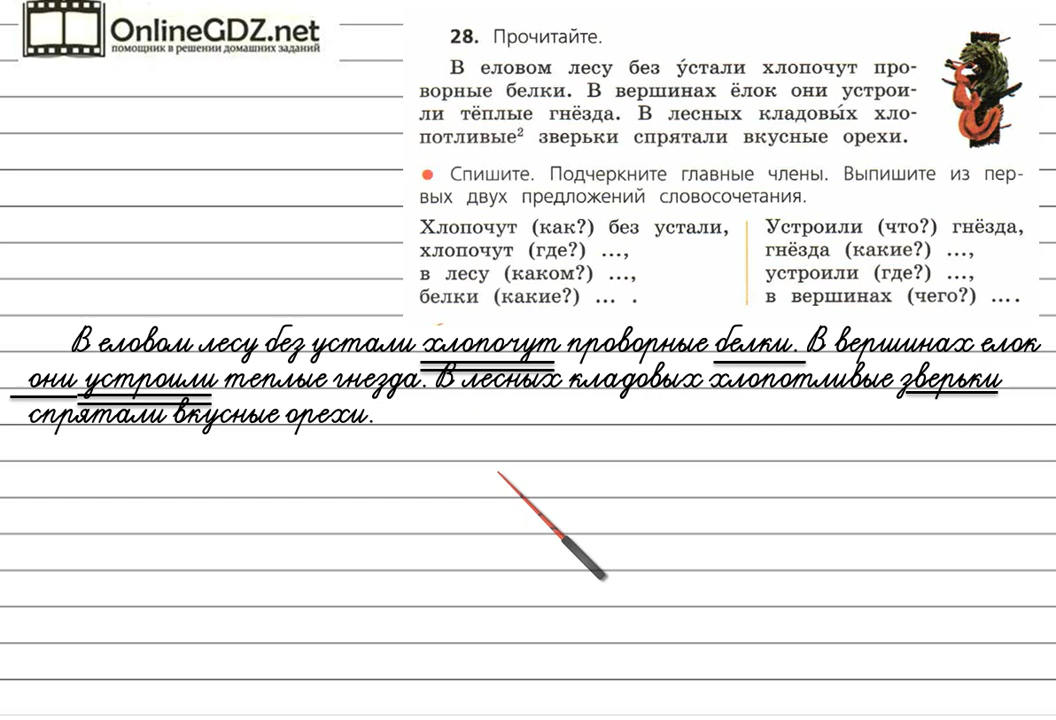 OnlineGDZ.net
помощник в решении домашних заданий
28. Прочитайте.
В еловом лесу без у́стали хлопочут про-
ворные белки. В вершинах ёлок они устрои-
ли тёплые гнёзда. В лесных кладовы́х хло-
потливые² зверьки спрятали вкусные орехи.
● Спишите. Подчеркните главные члены. Выпишите из пер-
вых двух предложений словосочетания.
Хлопочут (как?) без устали,
хлопочут (где?) ...,
в лесу (каком?) ...,
белки (какие?) ... .
Устроили (что?) гнёзда,
гнёзда (какие?) ...,
устроили (где?) ...,
в вершинах (чего?) ....
В еловом лесу без устали хлопочут проворные белки. В вершинах елок
они устроили теплые гнезда. В лесных кладовых хлопотливые зверьки
спрятали вкусные орехи.